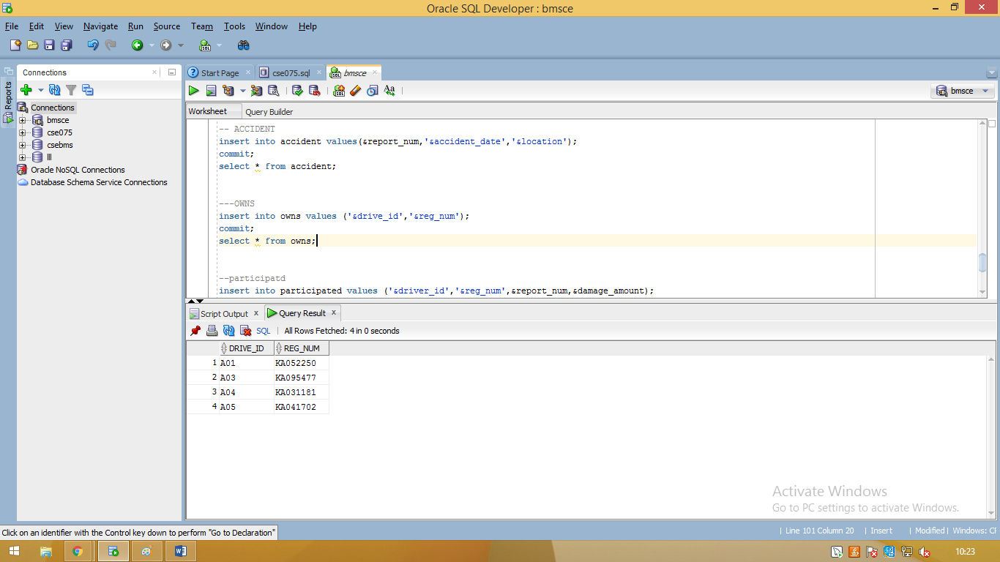 Oracle SQL Developer : bmsce
File Edit View Navigate Run Source Team Tools Window Help
Reports
Connections
Connections
bmsce
cse075
csebms
lll
Oracle NoSQL Connections
Database Schema Service Connections
Start Page cse075.sql bmsce
bmsce
Worksheet Query Builder
-- ACCIDENT
insert into accident values(&report_num,'&accident_date','&location');
commit;
select * from accident;
---OWNS
insert into owns values ('&drive_id','&reg_num');
commit;
select * from owns;
--participatd
insert into participated values ('&driver_id','&reg_num',&report_num,&damage_amount);
Script Output x Query Result x
SQL | All Rows Fetched: 4 in 0 seconds
DRIVE_ID REG_NUM
1 A01 KA052250
2 A03 KA095477
3 A04 KA031181
4 A05 KA041702
Activate Windows
Go to PC settings to activate Windows.
Click on an identifier with the Control key down to perform "Go to Declaration"
| Line 101 Column 20 | Insert | Modified | Windows: CF
10:23